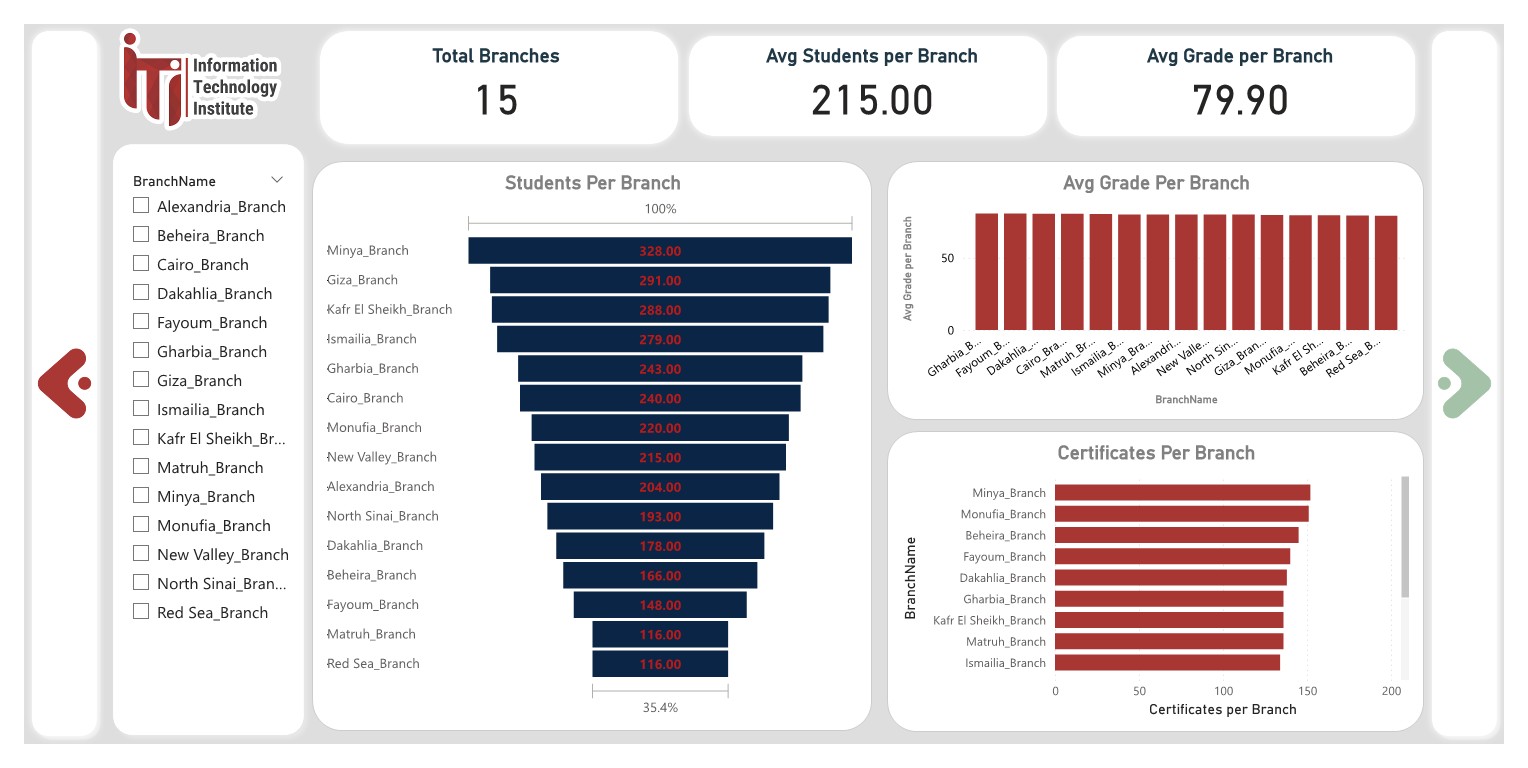 Information
Technology
Institute
Total Branches
15
Avg Students per Branch
215.00
Avg Grade per Branch
79.90
BranchName
Alexandria_Branch
Beheira_Branch
Cairo_Branch
Dakahlia_Branch
Fayoum_Branch
Gharbia_Branch
Giza_Branch
Ismailia_Branch
Kafr El Sheikh_Br...
Matruh_Branch
Minya_Branch
Monufia_Branch
New Valley_Branch
North Sinai_Bran...
Red Sea_Branch
Students Per Branch
100%
Minya_Branch 328.00
Giza_Branch 291.00
Kafr El Sheikh_Branch 288.00
Ismailia_Branch 279.00
Gharbia_Branch 243.00
Cairo_Branch 240.00
Monufia_Branch 220.00
New Valley_Branch 215.00
Alexandria_Branch 204.00
North Sinai_Branch 193.00
Dakahlia_Branch 178.00
Beheira_Branch 166.00
Fayoum_Branch 148.00
Matruh_Branch 116.00
Red Sea_Branch 116.00
35.4%
Avg Grade Per Branch
Avg Grade per Branch
50
0
Gharbia_B...
Fayoum_B...
Dakahlia_...
Cairo_Bra...
Matruh_Br...
Ismailia_B...
Minya_Bra...
Alexandri...
New Valle...
North Sin...
Giza_Bran...
Monufia_...
Kafr El Sh...
Beheira_B...
Red Sea_B...
BranchName
Certificates Per Branch
BranchName
Minya_Branch
Monufia_Branch
Beheira_Branch
Fayoum_Branch
Dakahlia_Branch
Gharbia_Branch
Kafr El Sheikh_Branch
Matruh_Branch
Ismailia_Branch
0 50 100 150 200
Certificates per Branch